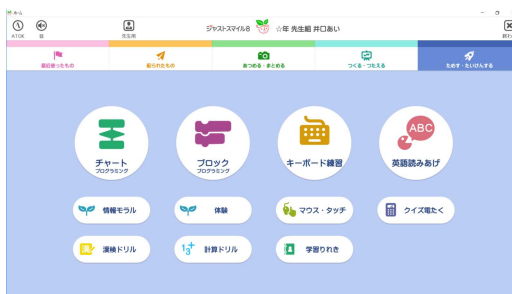 ホーム
ATOK
音
先生用
ジャストスマイル8
☆年 先生組 井口あい
最近使ったもの
配られたもの
あつめる・まとめる
つくる・つたえる
ためす・たいけんする
チャート
プログラミング
ブロック
プログラミング
キーボード練習
ABC
英語読みあげ
情報モラル
体験
マウス・タッチ
クイズ電たく
漢検ドリル
計算ドリル
学習りれき